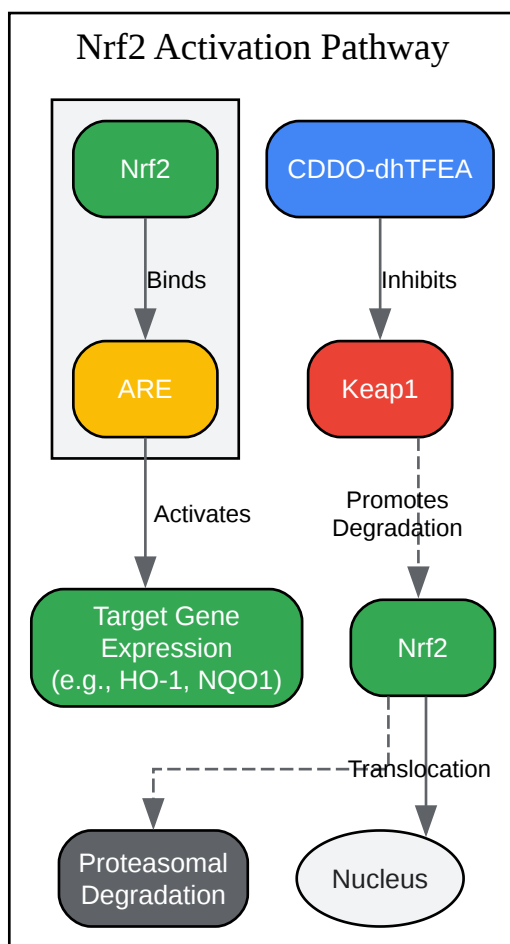 Nrf2 Activation Pathway
Nrf2
CDDO-dhTFEA
Binds
Inhibits
ARE
Keap1
Activates
Promotes
Degradation
Target Gene
Expression
(e.g., HO-1, NQO1)
Nrf2
Translocation
Proteasomal
Degradation
Nucleus